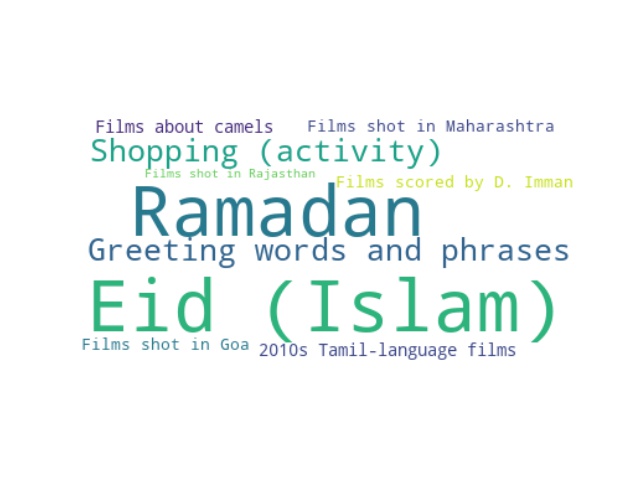 Films about camels
Films shot in Maharashtra
Shopping (activity)
Films shot in Rajasthan
Films scored by D. Imman
Ramadan
Greeting words and phrases
Eid (Islam)
Films shot in Goa
2010s Tamil-language films